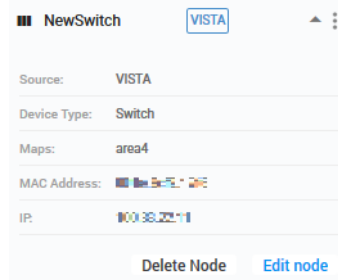 NewSwitch VISTA
Source: VISTA
Device Type: Switch
Maps: area4
MAC Address:
IP:
Delete Node Edit node